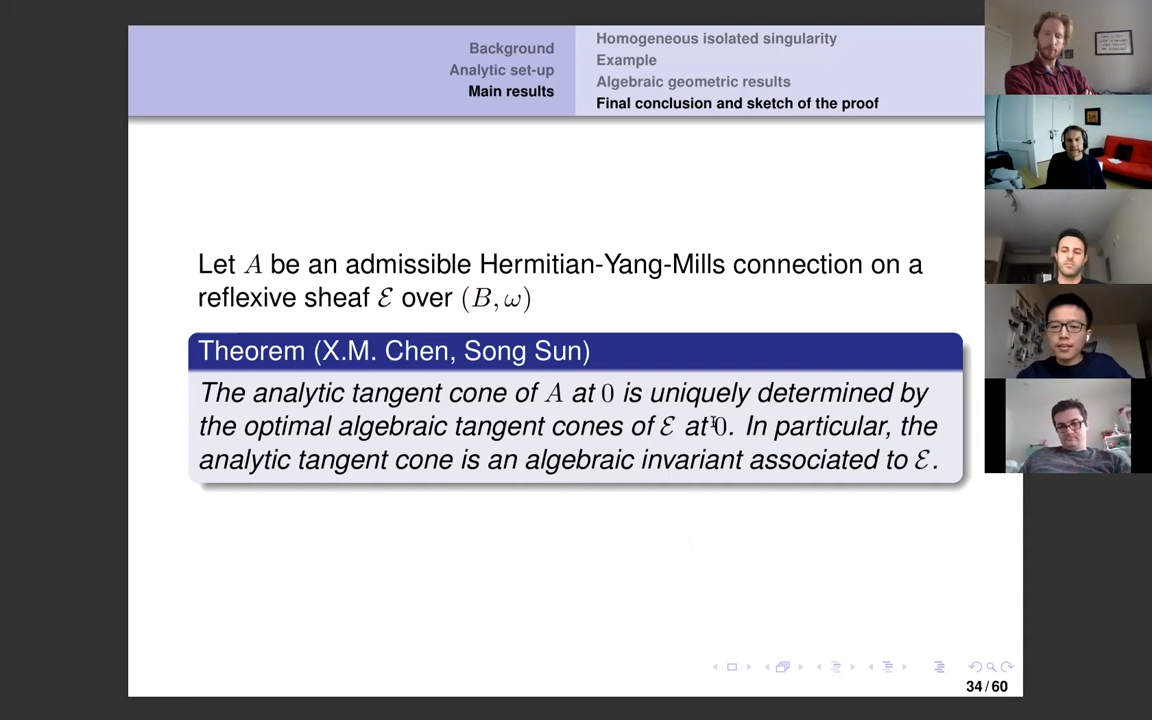 Background
Analytic set-up
Main results
Homogeneous isolated singularity
Example
Algebraic geometric results
Final conclusion and sketch of the proof
Let A be an admissible Hermitian-Yang-Mills connection on a
reflexive sheaf ℰ over (B, ω)
Theorem (X.M. Chen, Song Sun)
The analytic tangent cone of A at 0 is uniquely determined by
the optimal algebraic tangent cones of ℰ at 0. In particular, the
analytic tangent cone is an algebraic invariant associated to ℰ.
34/60